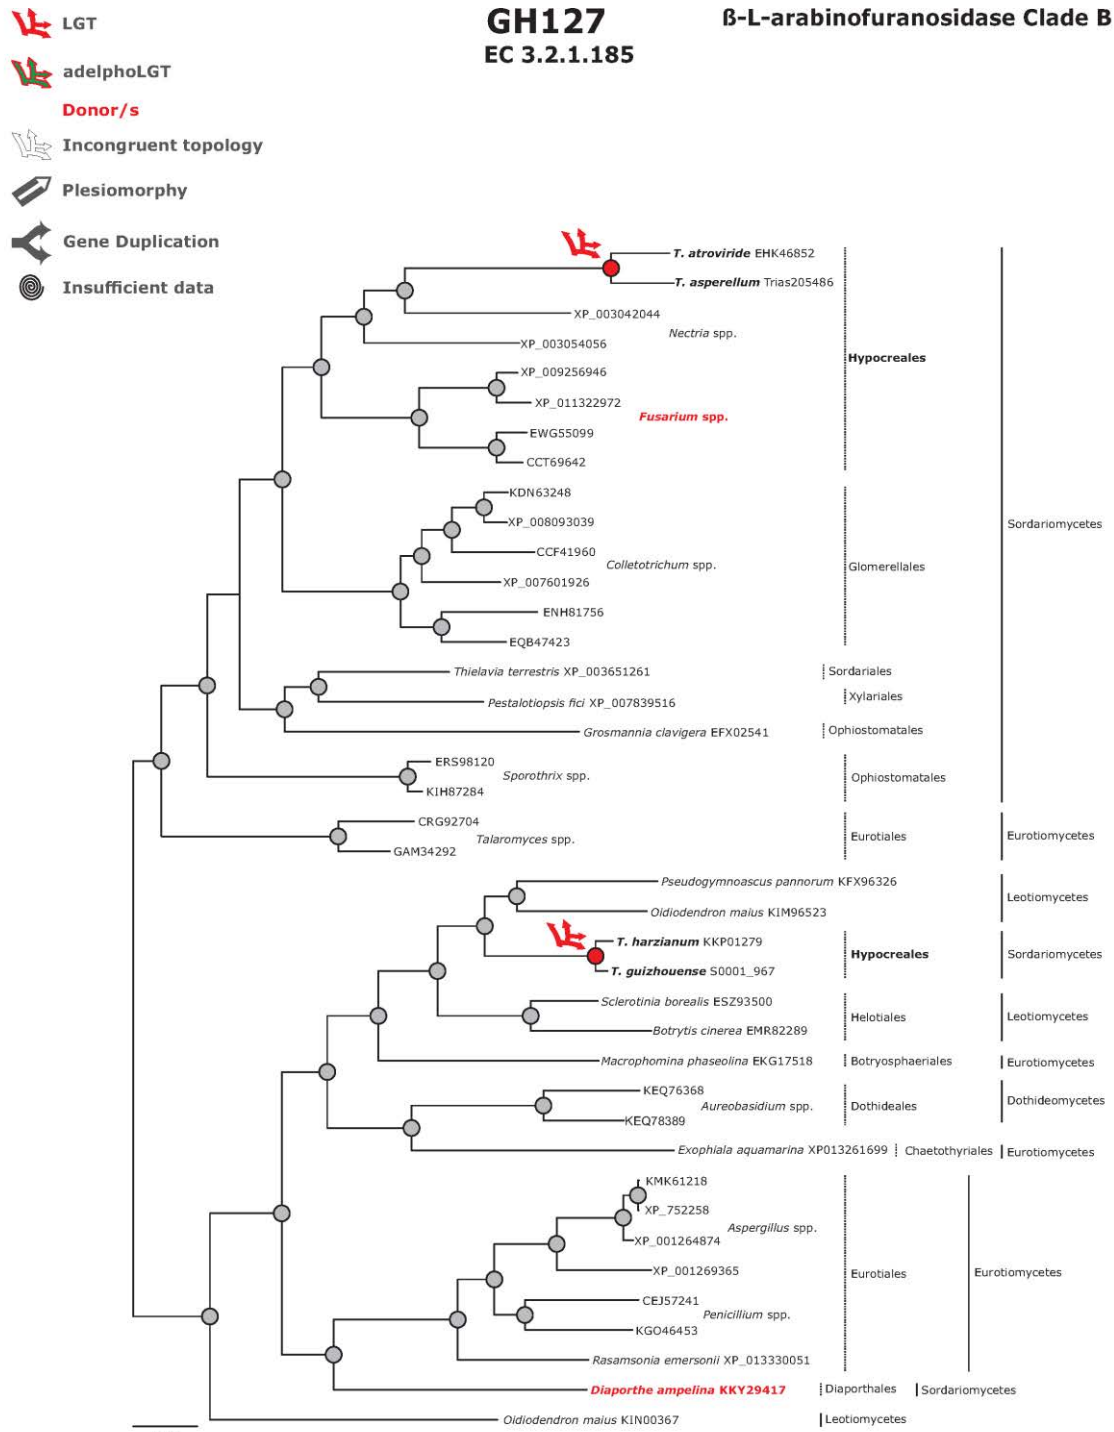 GH127
EC 3.2.1.185
ß-L-arabinofuranosidase Clade B
LGT
adelphoLGT
Donor/s
Incongruent topology
Plesiomorphy
Gene Duplication
Insufficient data
T. atroviride EHK46852
T. asperellum Trias205486
XP_003042044
Nectria spp.
XP_003054056
Hypocreales
XP_009256946
XP_011322972
Fusarium spp.
EWG55099
CCT69642
KDN63248
XP_008093039
Sordariomycetes
CCF41960
Colletotrichum spp.
Glomerellales
XP_007601926
ENH81756
EQB47423
Thielavia terrestris XP_003651261
Sordariales
Pestalotiopsis fici XP_007839516
Xylariales
Grosmannia clavigera EFX02541
Ophiostomatales
ERS98120
Sporothrix spp.
Ophiostomatales
KIH87284
CRG92704
Talaromyces spp.
Eurotiales
Eurotiomycetes
GAM34292
Pseudogymnoascus pannorum KFX96326
Leotiomycetes
Oidiodendron maius KIM96523
T. harzianum KKP01279
Hypocreales
Sordariomycetes
T. guizhouense S0001_967
Sclerotinia borealis ESZ93500
Helotiales
Leotiomycetes
Botrytis cinerea EMR82289
Macrophomina phaseolina EKG17518
Botryosphaeriales
Eurotiomycetes
KEQ76368
Aureobasidium spp.
Dothideales
Dothideomycetes
KEQ78389
Exophiala aquamarina XP013261699
Chaetothyriales
Eurotiomycetes
KMK61218
XP_752258
Aspergillus spp.
XP_001264874
XP_001269365
Eurotiales
Eurotiomycetes
CEJ57241
Penicillium spp.
KGO46453
Rasamsonia emersonii XP_013330051
Diaporthe ampelina KKY29417
Diaporthales
Sordariomycetes
Oidiodendron maius KIN00367
Leotiomycetes